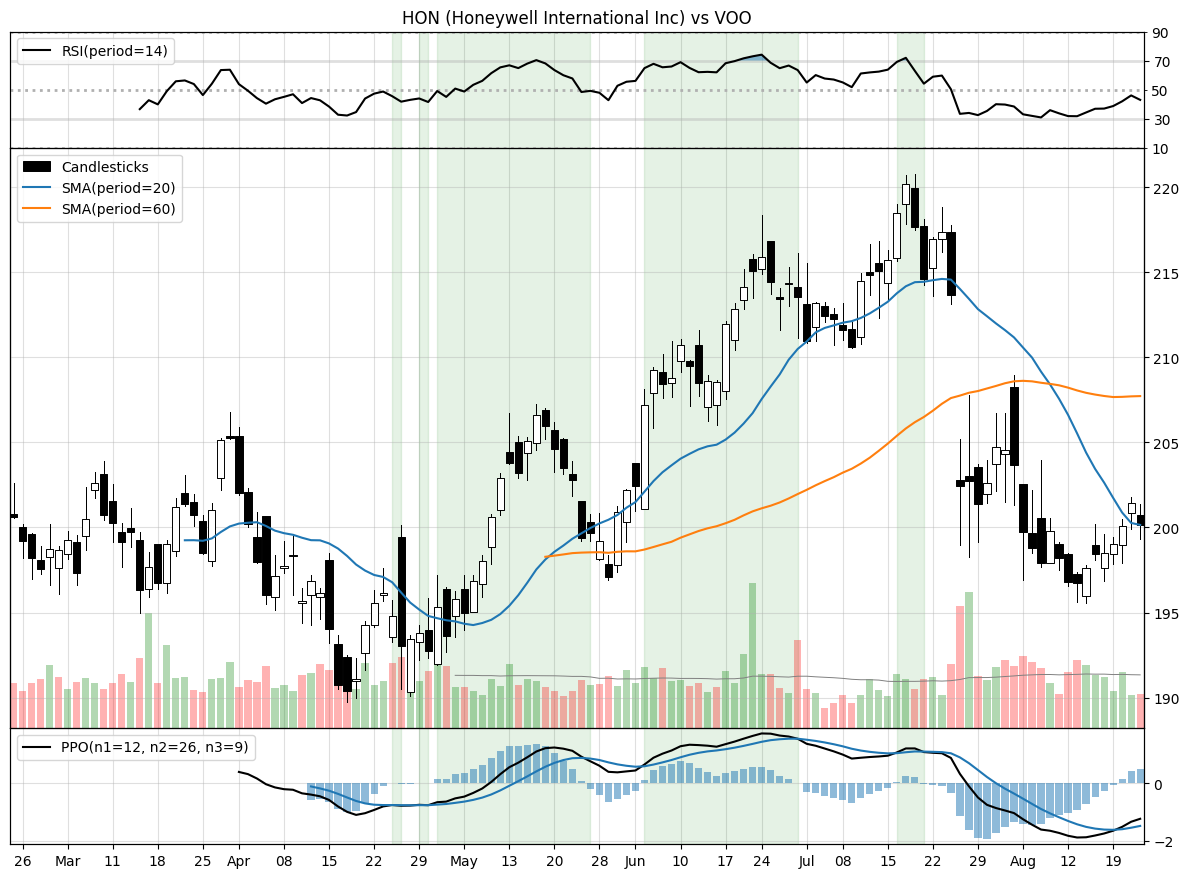 HON (Honeywell International Inc) vs VOO
RSI(period=14)
90
70
50
30
10
Candlesticks
SMA(period=20)
SMA(period=60)
220
215
210
205
200
195
190
PPO(n1=12, n2=26, n3=9)
0
−2
26 Mar 11 18 25 Apr 08 15 22 29 May 13 20 28 Jun 10 17 24 Jul 08 15 22 29 Aug 12 19